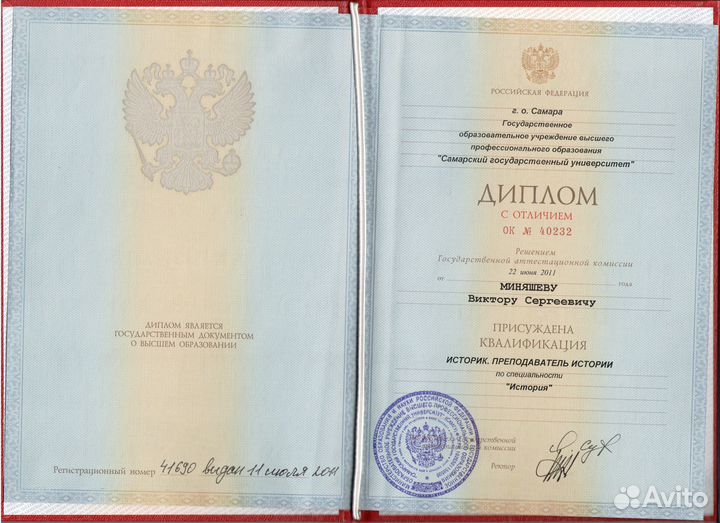 ДИПЛОМ ЯВЛЯЕТСЯ
ГОСУДАРСТВЕННЫМ ДОКУМЕНТОМ
О ВЫСШЕМ ОБРАЗОВАНИИ
Регистрационный номер 41690 выдан 11 июля 2011
РОССИЙСКАЯ ФЕДЕРАЦИЯ
г. о. Самара
Государственное
образовательное учреждение высшего
профессионального образования
"Самарский государственный университет"
ДИПЛОМ
С ОТЛИЧИЕМ
ОК № 40232
Решением
Государственной аттестационной комиссии
от 22 июня 2011 года
МИНЯШЕВУ
Виктору Сергеевичу
ПРИСУЖДЕНА
КВАЛИФИКАЦИЯ
ИСТОРИК. ПРЕПОДАВАТЕЛЬ ИСТОРИИ
по специальности
"История"
Ректор
Avito